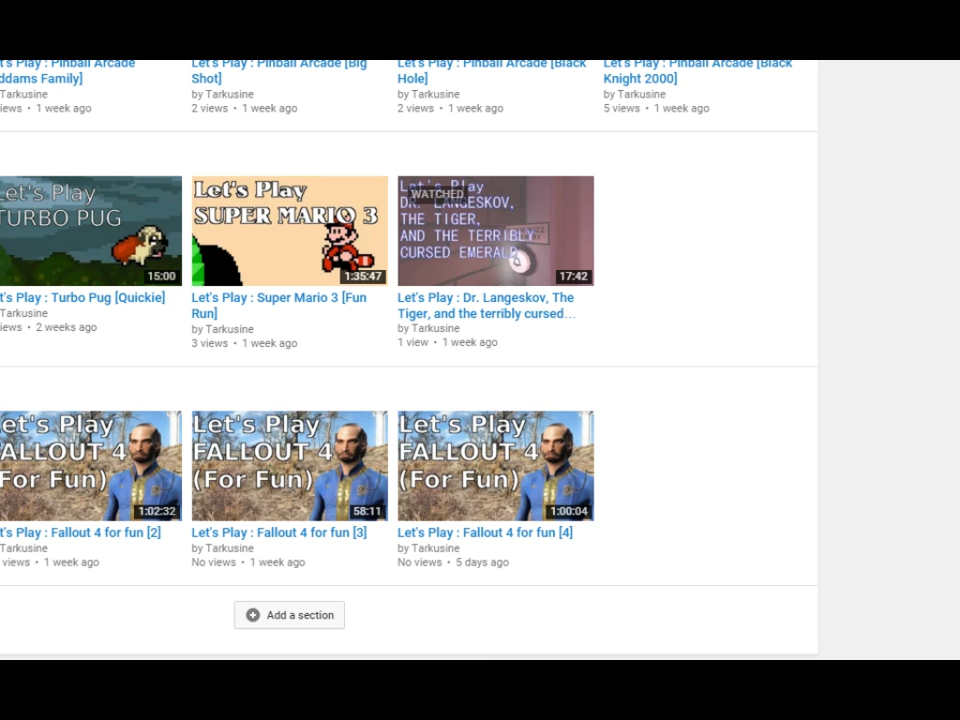 t's Play : Pinball Arcade
ddams Family]
Tarkusine
iews • 1 week ago
Let's Play : Pinball Arcade [Big
Shot]
by Tarkusine
2 views • 1 week ago
Let's Play : Pinball Arcade [Black
Hole]
by Tarkusine
2 views • 1 week ago
Let's Play : Pinball Arcade [Black
Knight 2000]
by Tarkusine
5 views • 1 week ago
Let's Play
TURBO PUG
15:00
t's Play : Turbo Pug [Quickie]
Tarkusine
iews • 2 weeks ago
Let's Play
SUPER MARIO 3
1:35:47
Let's Play : Super Mario 3 [Fun
Run]
by Tarkusine
3 views • 1 week ago
Let's Play
WATCHED
DR. LANGESKOV,
THE TIGER,
AND THE TERRIBLY
CURSED EMERALD
17:42
Let's Play : Dr. Langeskov, The
Tiger, and the terribly cursed...
by Tarkusine
1 view • 1 week ago
et's Play
ALLOUT 4
(For Fun)
1:02:32
t's Play : Fallout 4 for fun [2]
Tarkusine
views • 1 week ago
Let's Play
FALLOUT 4
(For Fun)
58:11
Let's Play : Fallout 4 for fun [3]
by Tarkusine
No views • 1 week ago
Let's Play
FALLOUT 4
(For Fun)
1:00:04
Let's Play : Fallout 4 for fun [4]
by Tarkusine
No views • 5 days ago
Add a section